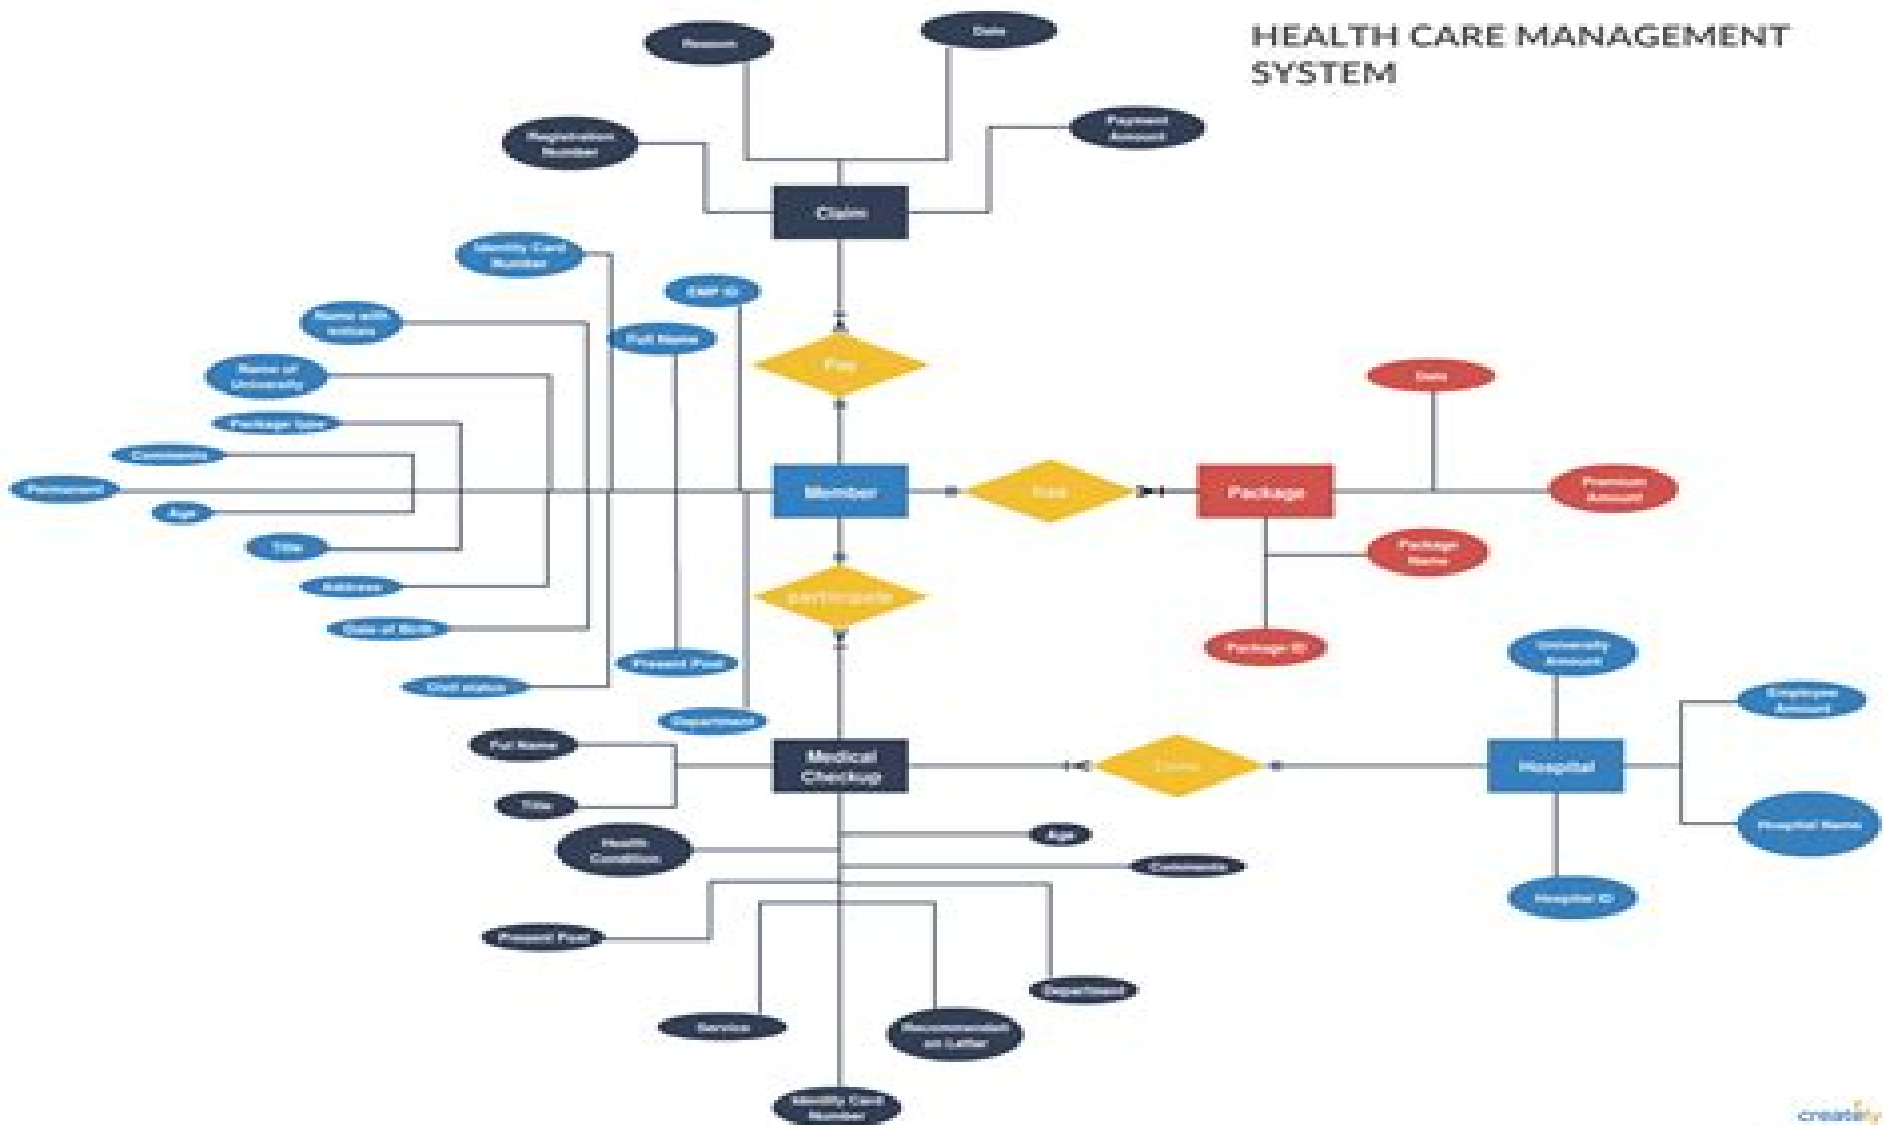 HEALTH CARE MANAGEMENT
SYSTEM
Reason
Date
Registration
Number
Payment
Amount
Claim
Identity Card
Number
EMP ID
Name with
Initials
Full Name
Pay
Name of
University
Date
Package type
Comments
Permanent
Member
has
Package
Premium
Amount
Age
Title
Package
Name
Address
participate
Date of Birth
Package ID
University
Amount
Present Post
Civil status
Employee
Amount
Department
Ful Name
Medical
Checkup
Hospital
Title
Hospital Name
Age
Health
Condition
Comments
Hospital ID
Present Post
Department
Service
Recommendati
on Letter
Identity Card
Number
creately